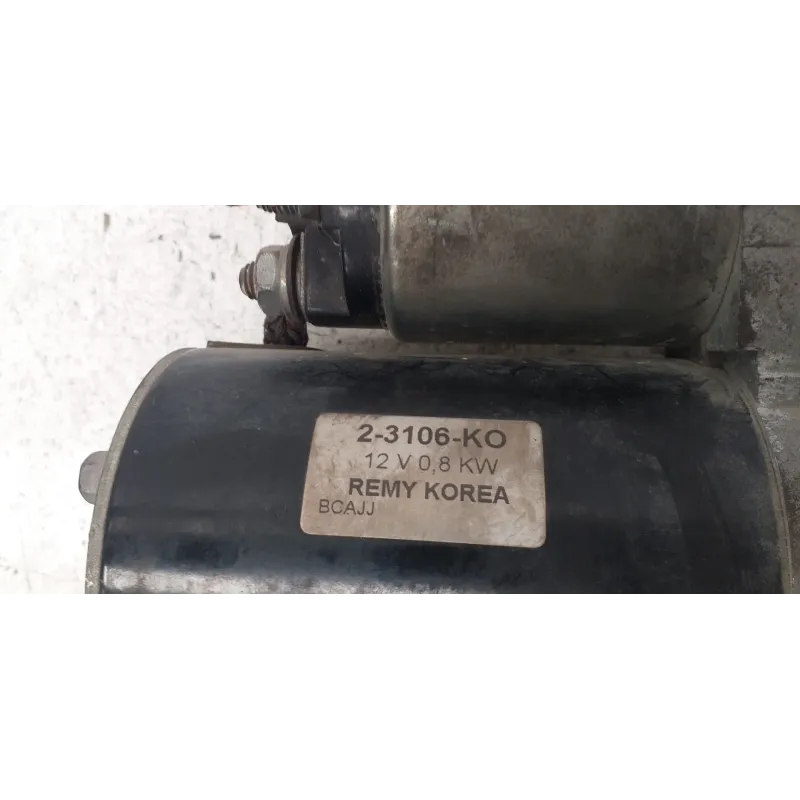 2-3106-KO
12 V 0,8 KW
REMY KOREA
BCAJJ